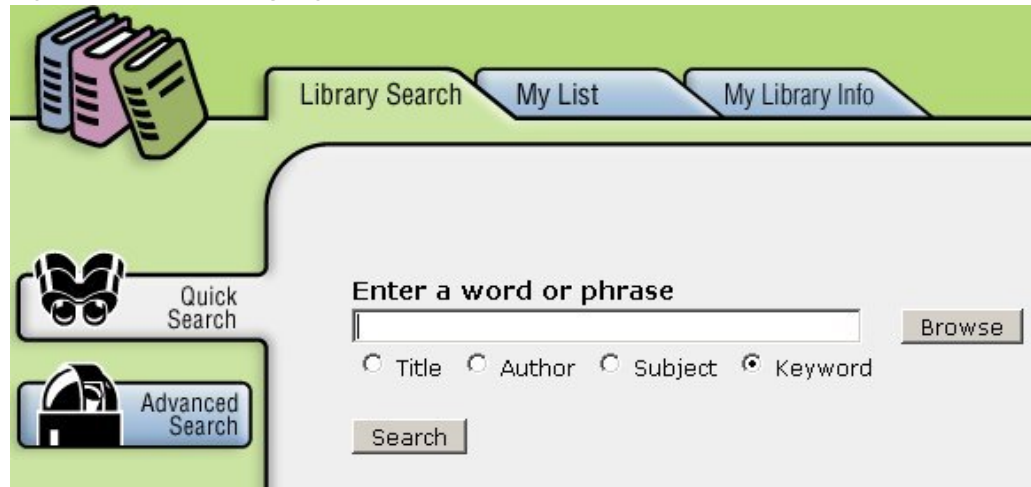 Library Search My List My Library Info
Quick
Search
Enter a word or phrase
Browse
Title Author Subject Keyword
Advanced
Search
Search